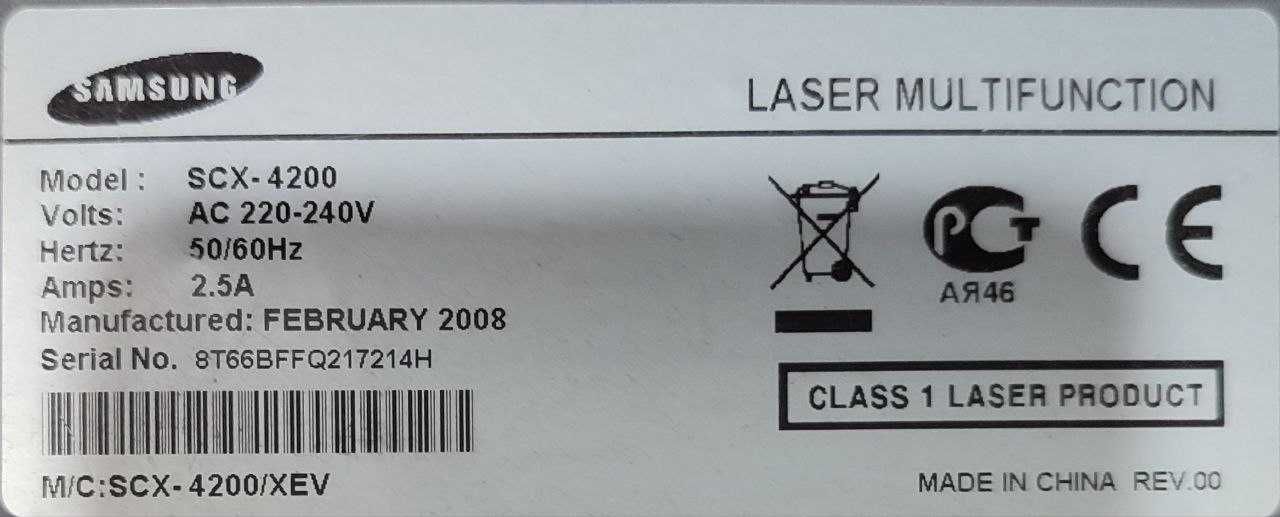 SAMSUNG
LASER MULTIFUNCTION
Model : SCX-4200
Volts: AC 220-240V
Hertz: 50/60Hz
Amps: 2.5A
Manufactured: FEBRUARY 2008
Serial No. 8T66BFFQ217214H
M/C:SCX-4200/XEV
РСТ
АЯ46
CE
CLASS 1 LASER PRODUCT
MADE IN CHINA REV.00